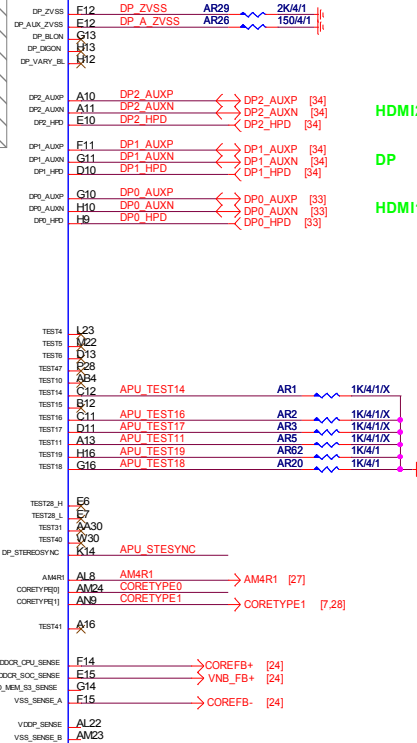 DP_ZVSS F12 DP_ZVSS AR29 2K/4/1
DP_AUX_ZVSS E12 DP_A_ZVSS AR26 150/4/1
DP_BLON G13
DP_DIGON H13
DP_VARY_BL H12
DP2_AUXP A10 DP2_AUXP DP2_AUXP [34]
DP2_AUXN A11 DP2_AUXN DP2_AUXN [34] HDMI
DP2_HPD E10 DP2_HPD DP2_HPD [34]
DP1_AUXP F11 DP1_AUXP DP1_AUXP [34]
DP1_AUXN G11 DP1_AUXN DP1_AUXN [34] DP
DP1_HPD D10 DP1_HPD DP1_HPD [34]
DP0_AUXP G10 DP0_AUXP DP0_AUXP [33]
DP0_AUXN H10 DP0_AUXN DP0_AUXN [33] HDMI
DP0_HPD H9 DP0_HPD DP0_HPD [33]
TEST4 L23
TEST5 M22
TEST6 D13
TEST47 P28
TEST10 AB4
TEST14 C12 APU_TEST14 AR1 1K/4/1/X
TEST15 B12
TEST16 C11 APU_TEST16 AR2 1K/4/1/X
TEST17 D11 APU_TEST17 AR3 1K/4/1/X
TEST11 A13 APU_TEST11 AR5 1K/4/1/X
TEST19 H16 APU_TEST19 AR62 1K/4/1
TEST18 G16 APU_TEST18 AR20 1K/4/1
TEST28_H E6
TEST28_L E7
TEST31 AA30
TEST40 W30
DP_STEREOSYNC K14 APU_STESYNC
AM4R1 AL8 AM4R1 AM4R1 [27]
CORETYPE[0] AM24 CORETYPE0
CORETYPE[1] AN9 CORETYPE1 CORETYPE1 [7,28]
TEST41 A16
DDCR_CPU_SENSE F14 COREFB+ [24]
DDCR_SOC_SENSE E15 VNB_FB+ [24]
_MEM_S3_SENSE G14
VSS_SENSE_A F15 COREFB- [24]
VDDP_SENSE AL22
VSS_SENSE_B AM23